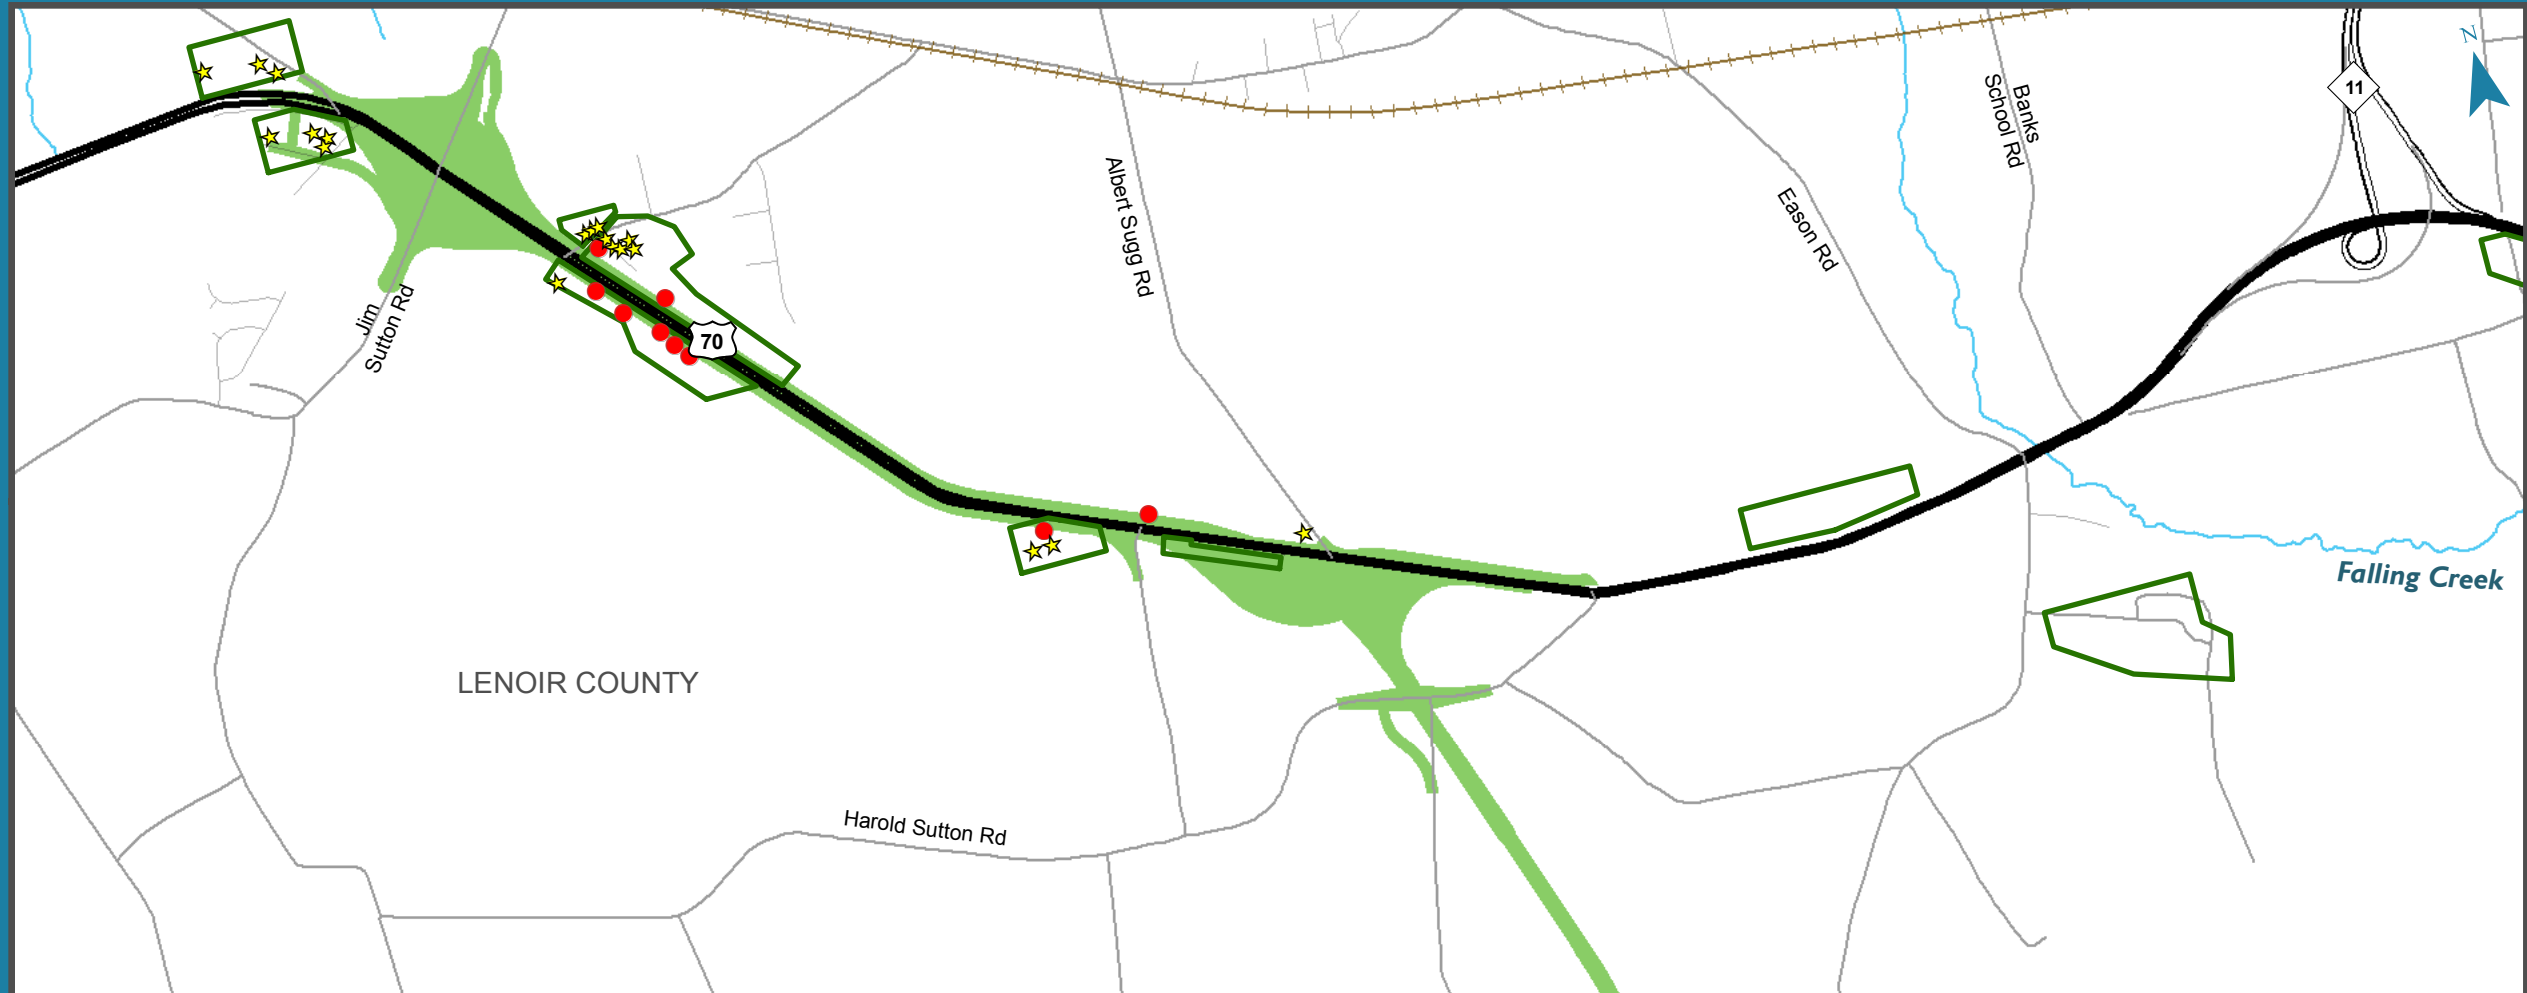 N
11
Banks
School Rd
Albert Sugg Rd
Eason Rd
Jim
Sutton Rd
70
Falling Creek
LENOIR COUNTY
Harold Sutton Rd